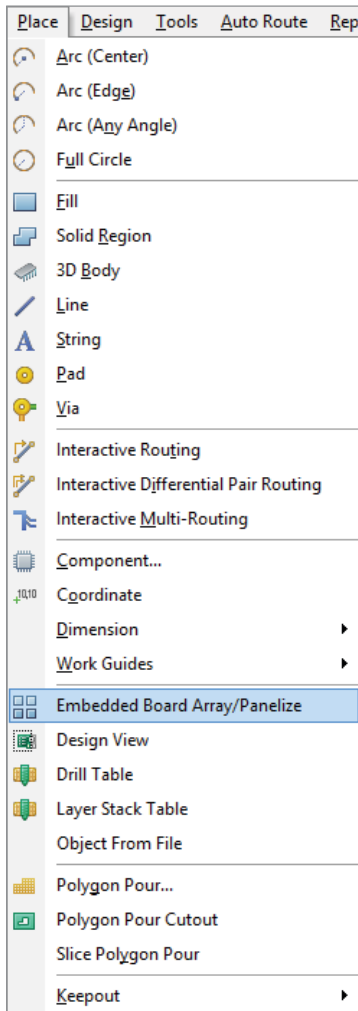 Place Design Tools Auto Route Rep
Arc (Center)
Arc (Edge)
Arc (Any Angle)
Full Circle
Fill
Solid Region
3D Body
Line
A String
Pad
Via
Interactive Routing
Interactive Differential Pair Routing
Interactive Multi-Routing
Component...
10,10 Coordinate
Dimension
Work Guides
Embedded Board Array/Panelize
Design View
Drill Table
Layer Stack Table
Object From File
Polygon Pour...
Polygon Pour Cutout
Slice Polygon Pour
Keepout